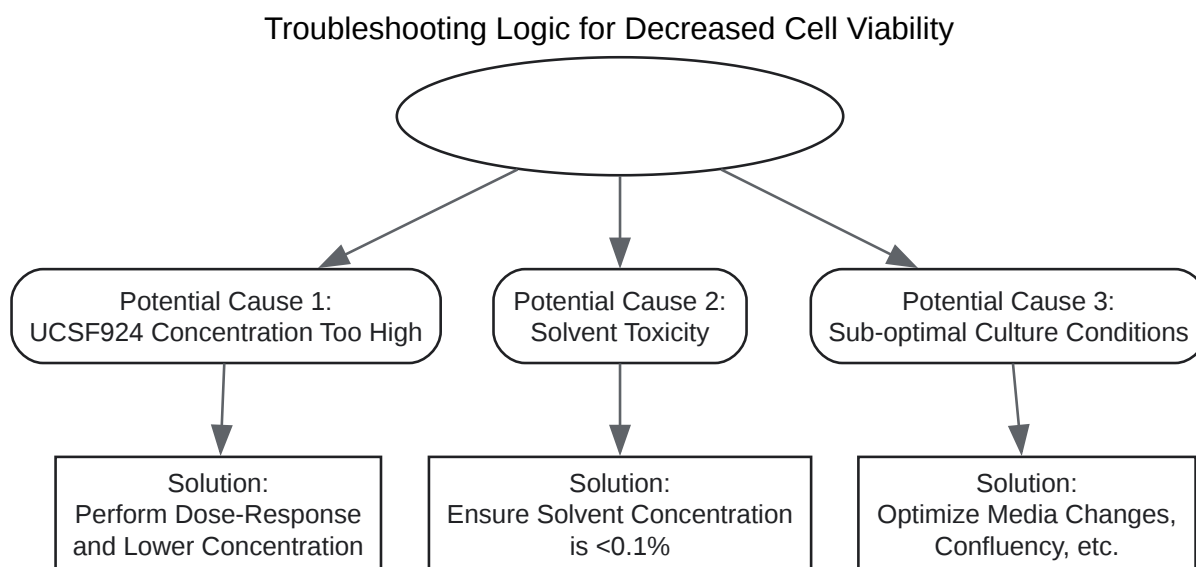 Troubleshooting Logic for Decreased Cell Viability
Potential Cause 1:
UCSF924 Concentration Too High
Potential Cause 2:
Solvent Toxicity
Potential Cause 3:
Sub-optimal Culture Conditions
Solution:
Perform Dose-Response
and Lower Concentration
Solution:
Ensure Solvent Concentration
is <0.1%
Solution:
Optimize Media Changes,
Confluency, etc.